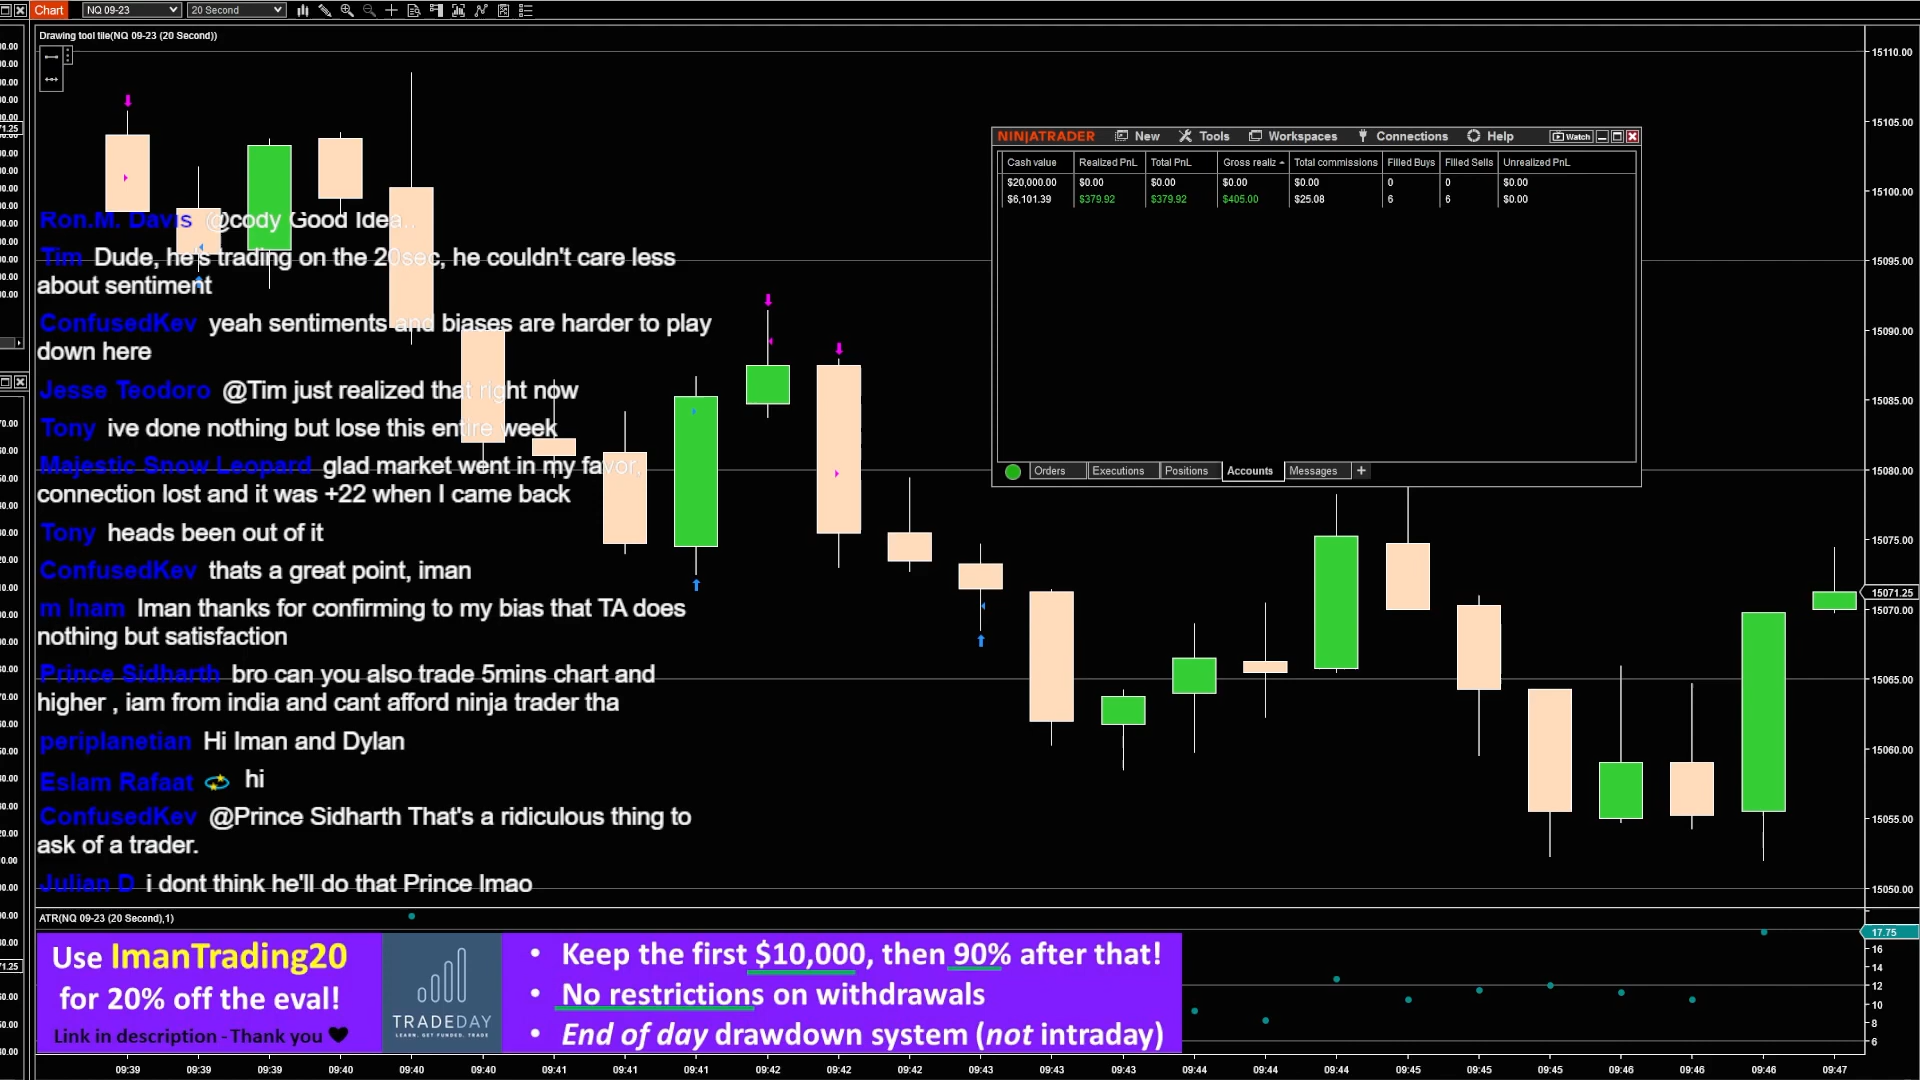 Chart NQ 09-23 20 Second
Drawing tool tile(NQ 09-23 (20 Second))
NINJATRADER New Tools Workspaces Connections Help Watch
Cash value Realized PnL Total PnL Gross realiz Total commissions Filled Buys Filled Sells Unrealized PnL
$20,000.00 $0.00 $0.00 $0.00 $0.00 0 0 $0.00
$6,101.39 $379.92 $379.92 $405.00 $25.08 6 6 $0.00
Orders Executions Positions Accounts Messages +
Ron.M. Davis @cody Good Idea..
Tim Dude, he's trading on the 20sec, he couldn't care less
about sentiment
ConfusedKev yeah sentiments and biases are harder to play
down here
Jesse Teodoro @Tim just realized that right now
Tony ive done nothing but lose this entire week
Majestic Snow Leopard glad market went in my favor,
connection lost and it was +22 when I came back
Tony heads been out of it
ConfusedKev thats a great point, iman
m Inam Iman thanks for confirming to my bias that TA does
nothing but satisfaction
Prince Sidharth bro can you also trade 5mins chart and
higher , iam from india and cant afford ninja trader tha
periplanetian Hi Iman and Dylan
Eslam Rafaat hi
ConfusedKev @Prince Sidharth That's a ridiculous thing to
ask of a trader.
Julian D i dont think he'll do that Prince lmao
15110.00
15105.00
15100.00
15095.00
15090.00
15085.00
15080.00
15075.00
15071.25
15070.00
15065.00
15060.00
15055.00
15050.00
ATR(NQ 09-23 (20 Second),1)
17.75
16
14
12
10
8
6
Use ImanTrading20
for 20% off the eval!
Link in description - Thank you
TRADEDAY
LEARN. GET FUNDED. TRADE
• Keep the first $10,000, then 90% after that!
• No restrictions on withdrawals
• End of day drawdown system (not intraday)
09:39 09:39 09:39 09:40 09:40 09:40 09:41 09:41 09:41 09:42 09:42 09:42 09:43 09:43 09:43 09:44 09:44 09:44 09:45 09:45 09:45 09:46 09:46 09:46 09:47